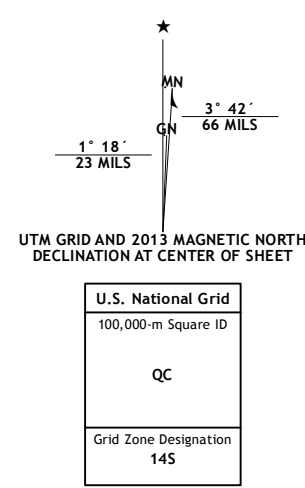 ★
MN
3° 42´
66 MILS
GN
1° 18´
23 MILS
UTM GRID AND 2013 MAGNETIC NORTH
DECLINATION AT CENTER OF SHEET
U.S. National Grid
100,000-m Square ID
QC
Grid Zone Designation
14S